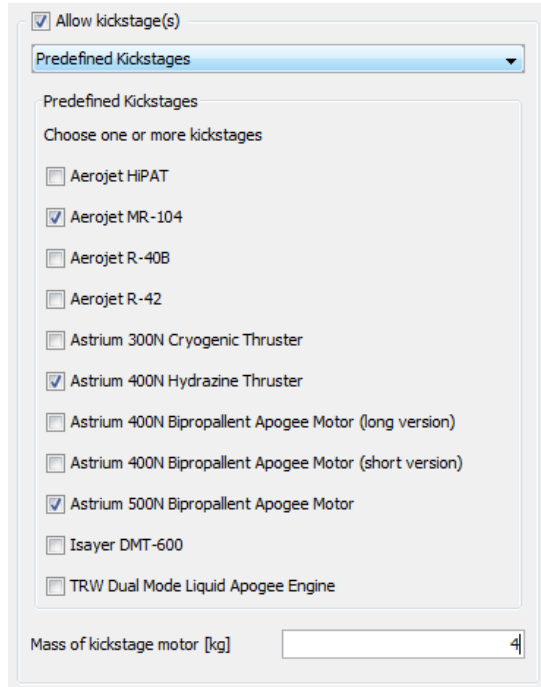 Allow kickstage(s)
Predefined Kickstages
Predefined Kickstages
Choose one or more kickstages
Aerojet HiPAT
Aerojet MR-104
Aerojet R-40B
Aerojet R-42
Astrium 300N Cryogenic Thruster
Astrium 400N Hydrazine Thruster
Astrium 400N Bipropallent Apogee Motor (long version)
Astrium 400N Bipropallent Apogee Motor (short version)
Astrium 500N Bipropallent Apogee Motor
Isayer DMT-600
TRW Dual Mode Liquid Apogee Engine
Mass of kickstage motor [kg] 4